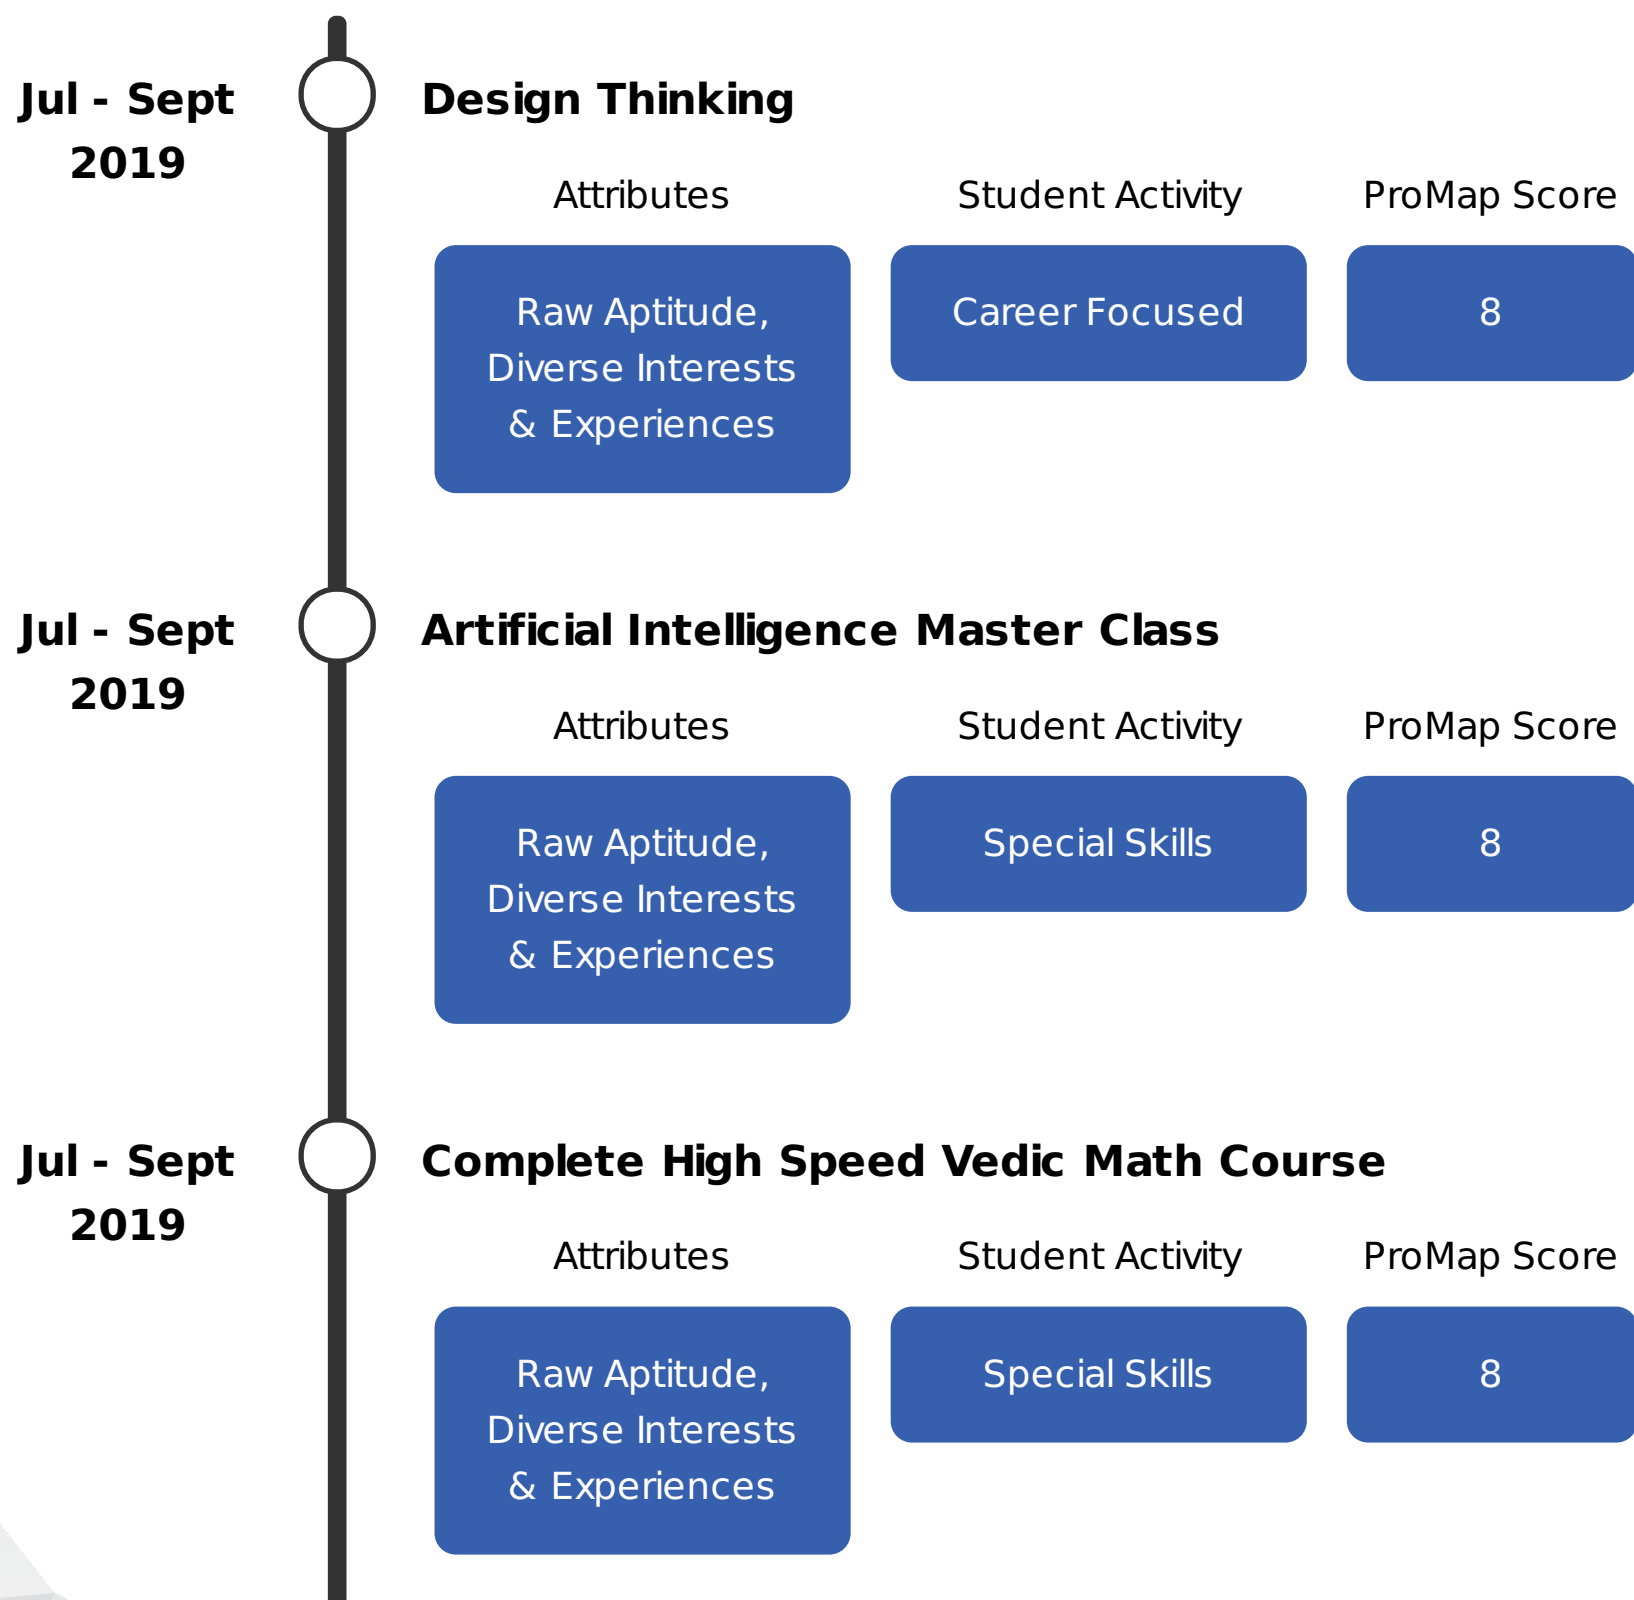 Jul - Sept
2019
Design Thinking
Attributes
Student Activity
ProMap Score
Raw Aptitude,
Diverse Interests
& Experiences
Career Focused
8
Jul - Sept
2019
Artificial Intelligence Master Class
Attributes
Student Activity
ProMap Score
Raw Aptitude,
Diverse Interests
& Experiences
Special Skills
8
Jul - Sept
2019
Complete High Speed Vedic Math Course
Attributes
Student Activity
ProMap Score
Raw Aptitude,
Diverse Interests
& Experiences
Special Skills
8